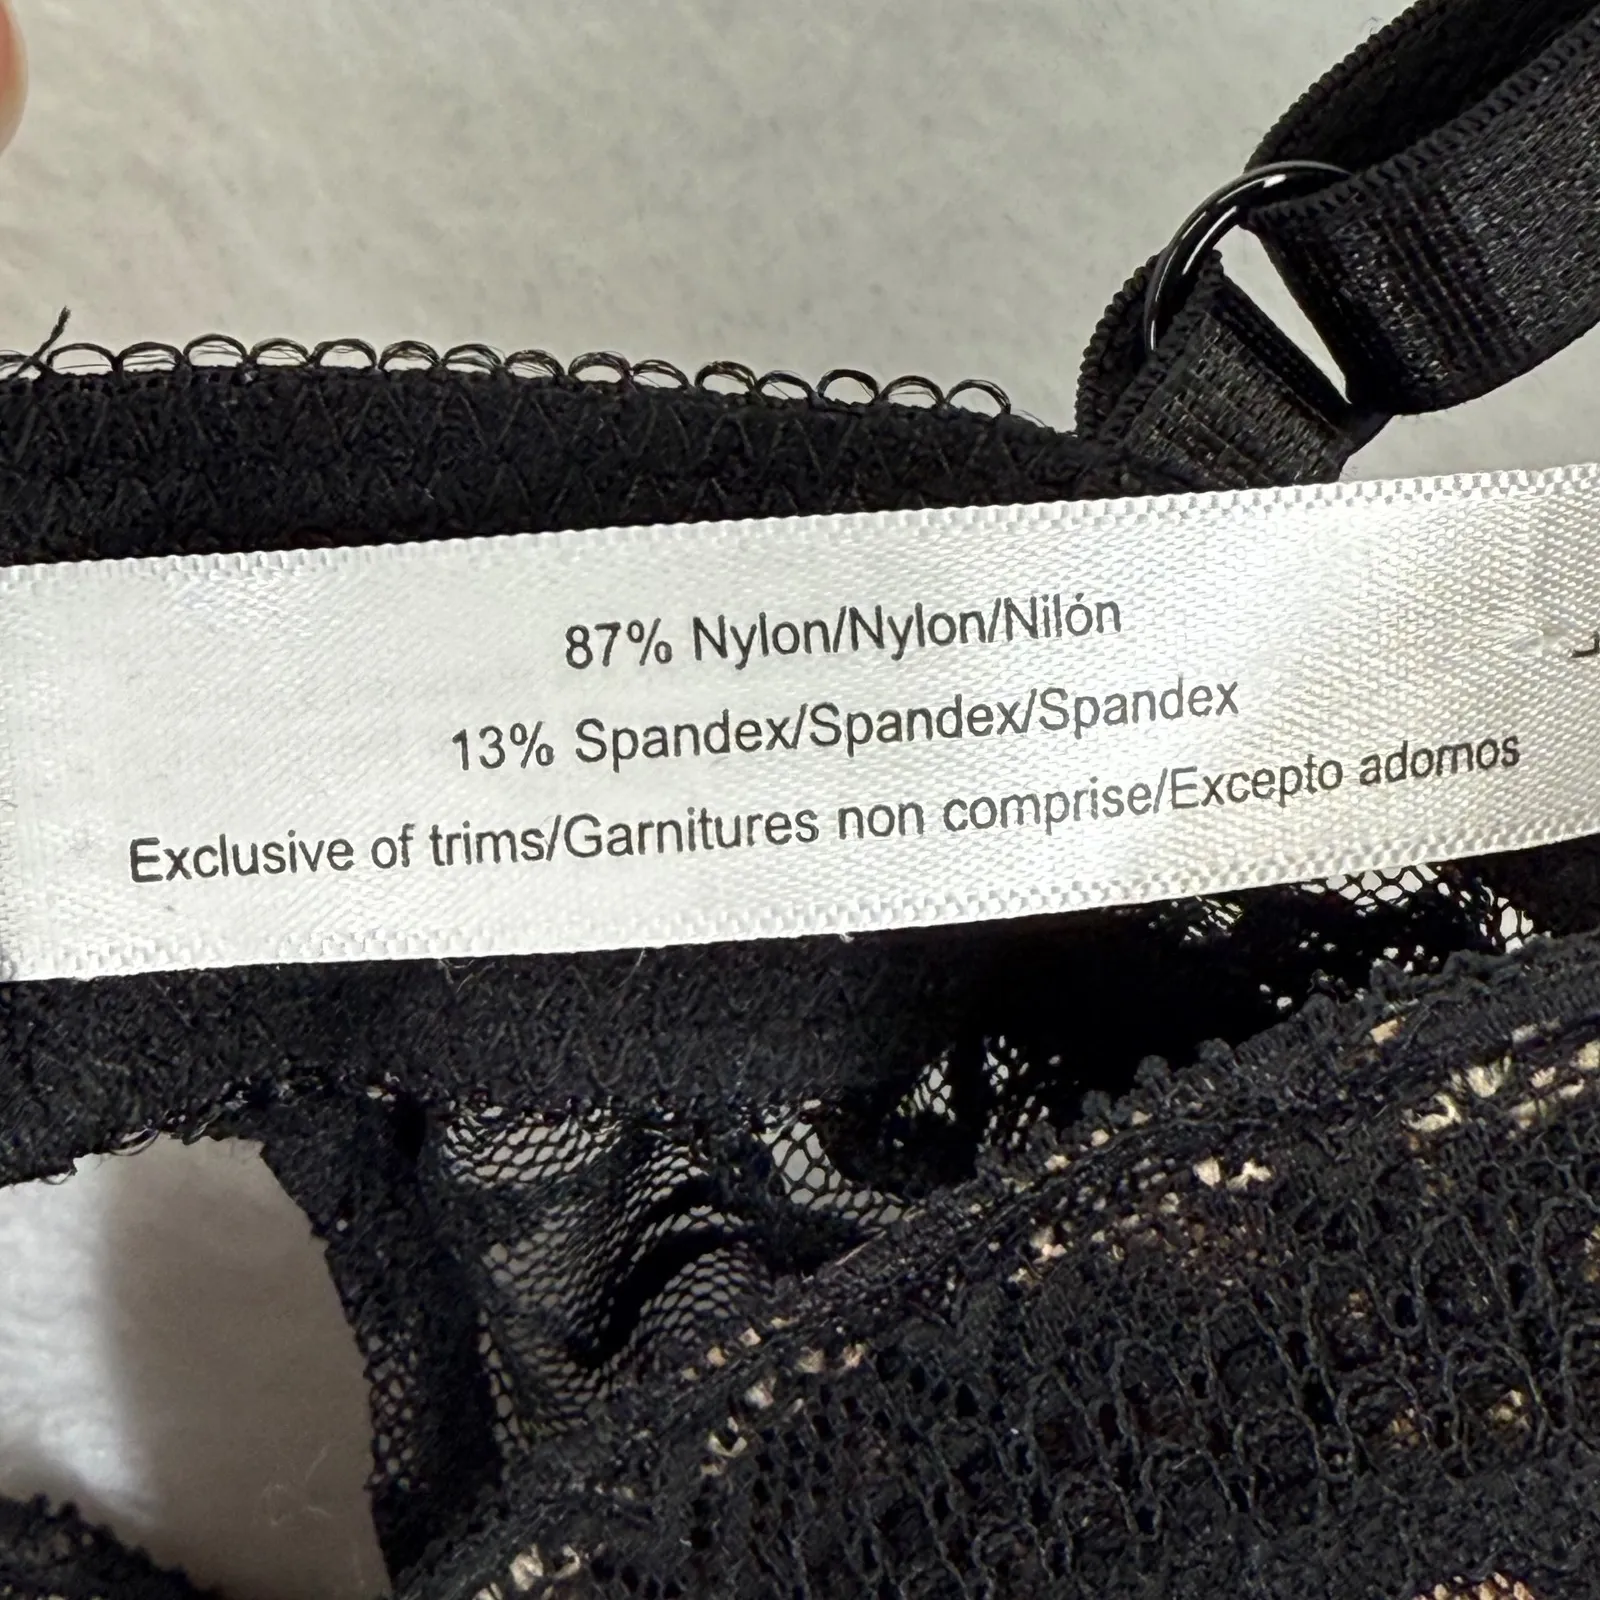 87% Nylon/Nylon/Nilón
13% Spandex/Spandex/Spandex
Exclusive of trims/Garnitures non comprise/Excepto adornos